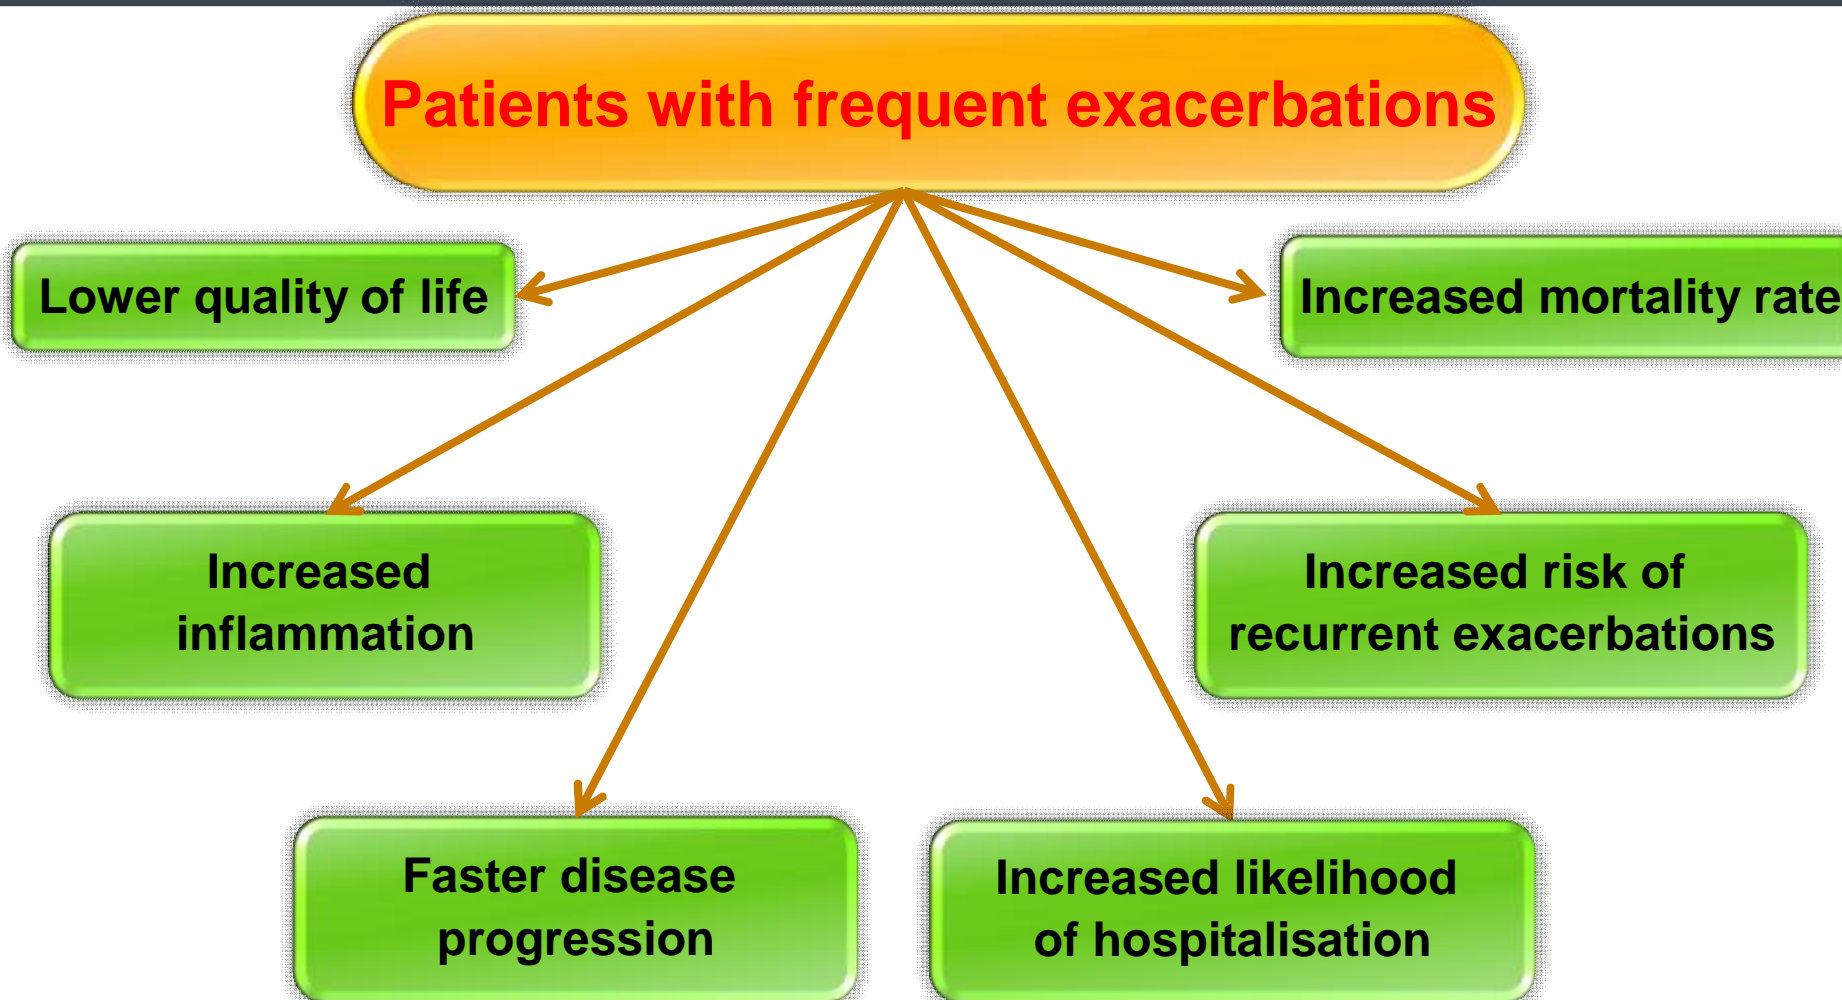 Patients with frequent exacerbations
Lower quality of life
Increased mortality rate
Increased
inflammation
Increased risk of
recurrent exacerbations
Faster disease
progression
Increased likelihood
of hospitalisation